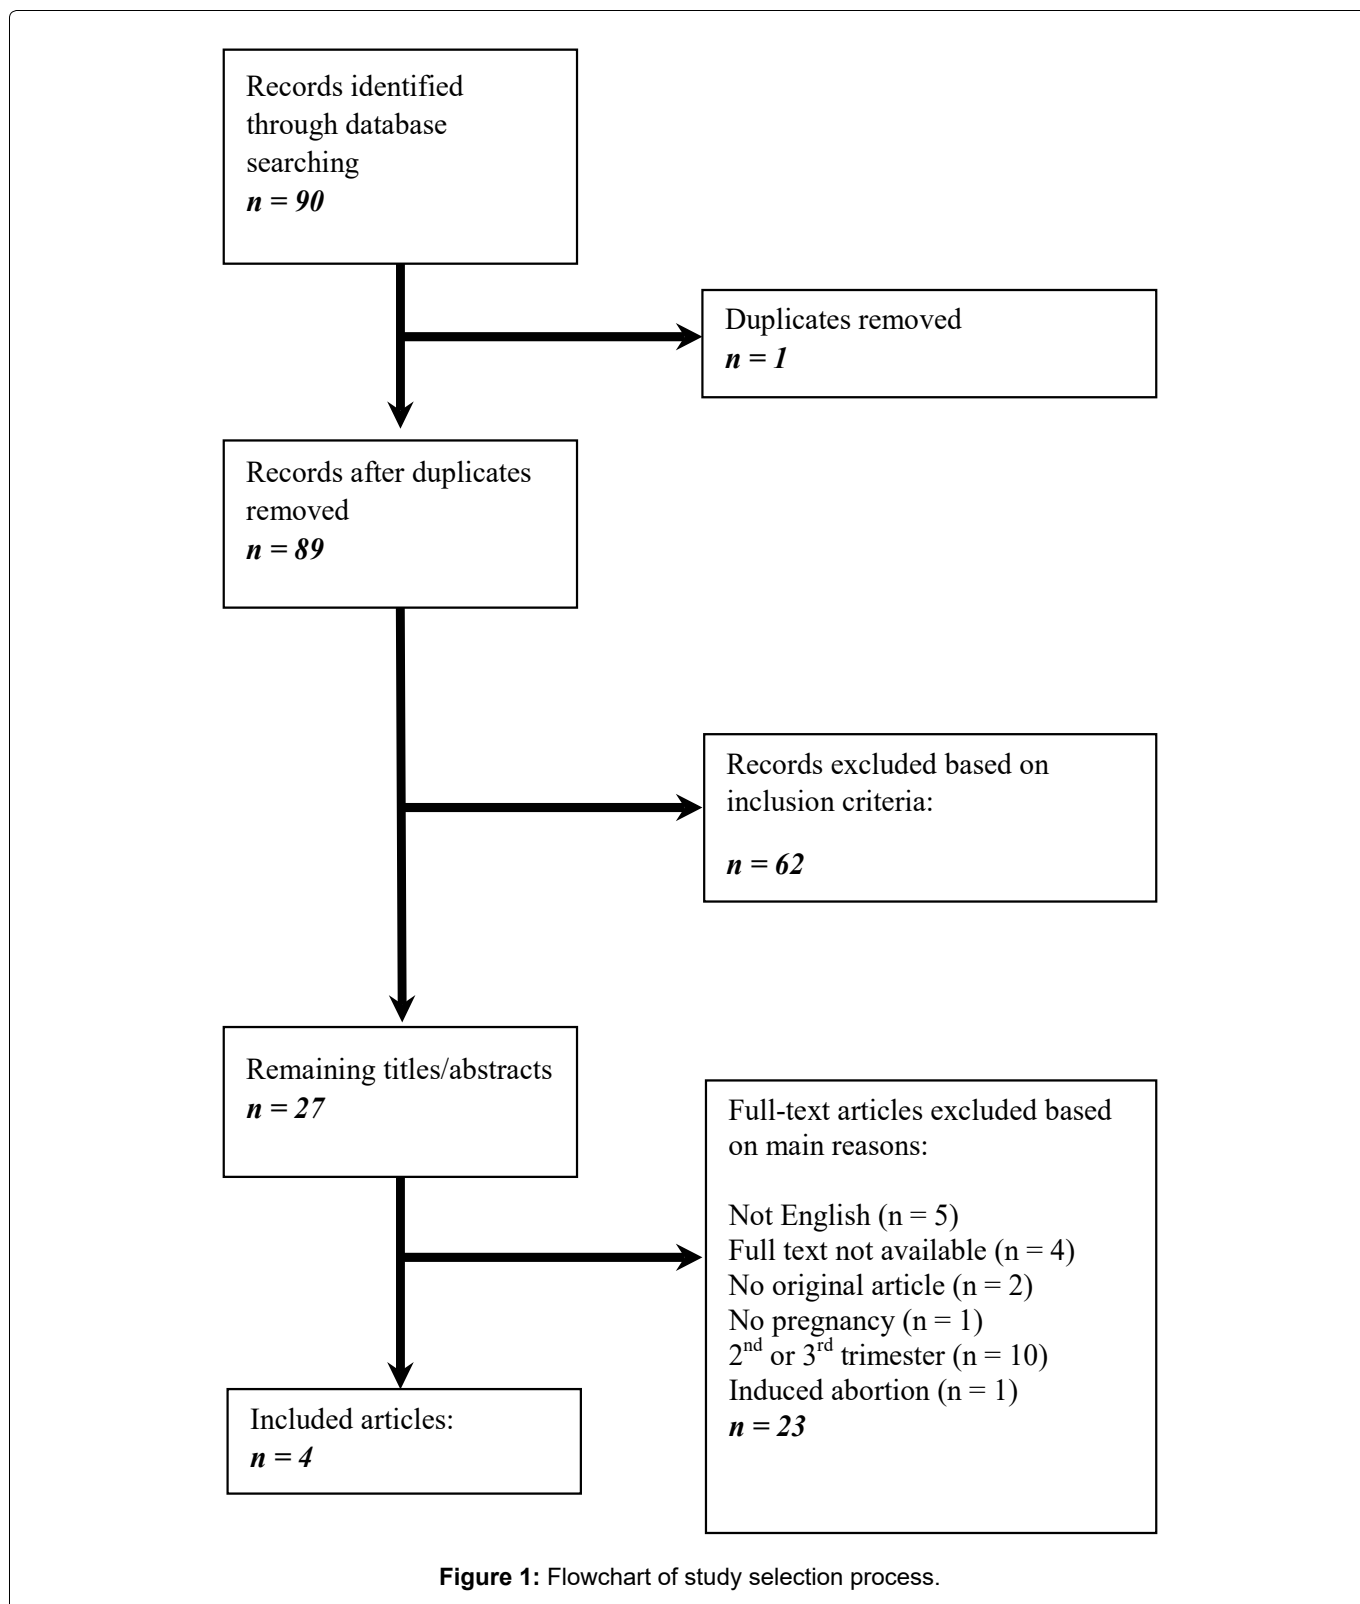 Records identified
through database
searching
n = 90
Duplicates removed
n = 1
Records after duplicates
removed
n = 89
Records excluded based on
inclusion criteria:
n = 62
Remaining titles/abstracts
n = 27
Full-text articles excluded based
on main reasons:
Not English (n = 5)
Full text not available (n = 4)
No original article (n = 2)
No pregnancy (n = 1)
2nd or 3rd trimester (n = 10)
Induced abortion (n = 1)
n = 23
Included articles:
n = 4
Figure 1: Flowchart of study selection process.